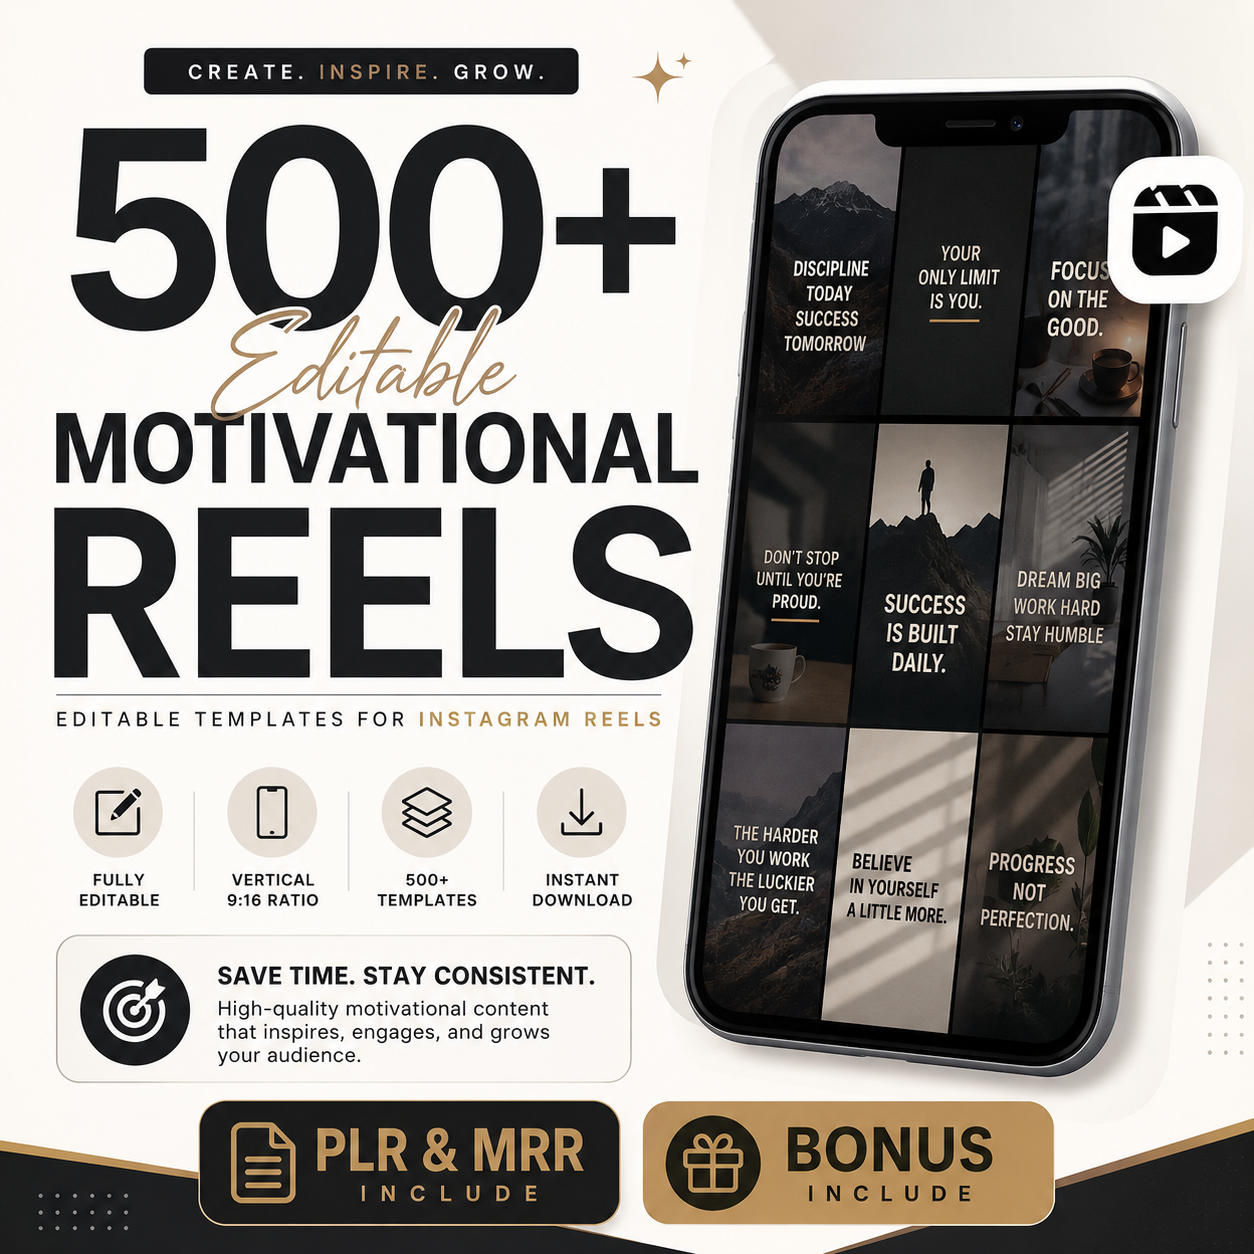 CREATE. INSPIRE. GROW.
500+
Editable
MOTIVATIONAL
REELS
EDITABLE TEMPLATES FOR INSTAGRAM REELS
FULLY
EDITABLE
VERTICAL
9:16 RATIO
500+
TEMPLATES
INSTANT
DOWNLOAD
SAVE TIME. STAY CONSISTENT.
High-quality motivational content
that inspires, engages, and grows
your audience.
PLR & MRR
INCLUDE
BONUS
INCLUDE
DISCIPLINE
TODAY
SUCCESS
TOMORROW
YOUR
ONLY LIMIT
IS YOU.
FOCUS
ON THE
GOOD.
DON'T STOP
UNTIL YOU'RE
PROUD.
SUCCESS
IS BUILT
DAILY.
DREAM BIG
WORK HARD
STAY HUMBLE
THE HARDER
YOU WORK
THE LUCKIER
YOU GET.
BELIEVE
IN YOURSELF
A LITTLE MORE.
PROGRESS
NOT
PERFECTION.